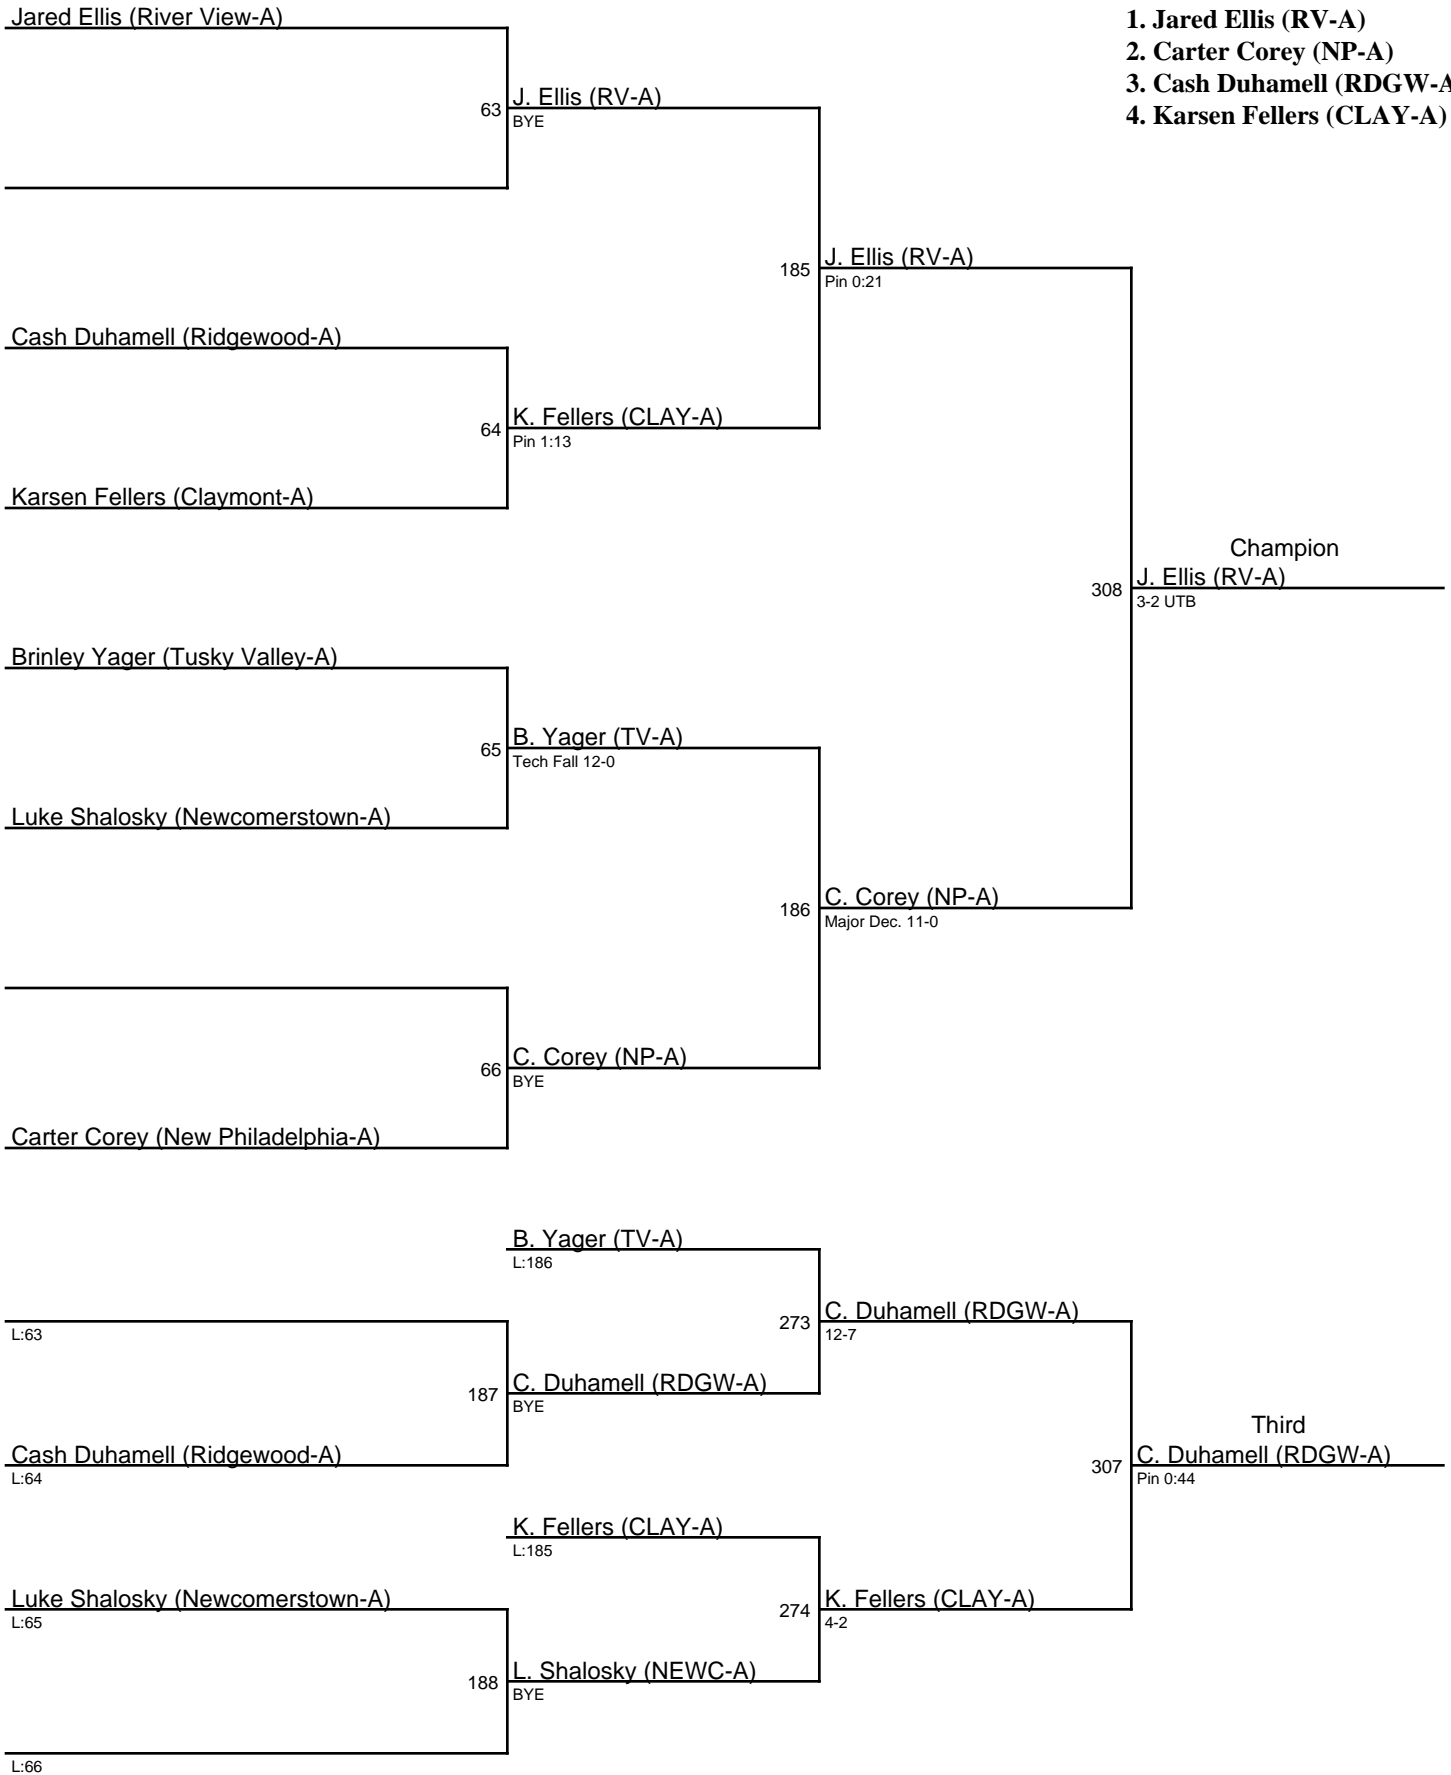 Jared Ellis (River View-A)
1. Jared Ellis (RV-A)
2. Carter Corey (NP-A)
3. Cash Duhamell (RDGW-A
4. Karsen Fellers (CLAY-A)
63
J. Ellis (RV-A)
BYE
185
J. Ellis (RV-A)
Pin 0:21
Cash Duhamell (Ridgewood-A)
64
K. Fellers (CLAY-A)
Pin 1:13
Karsen Fellers (Claymont-A)
Champion
308
J. Ellis (RV-A)
3-2 UTB
Brinley Yager (Tusky Valley-A)
65
B. Yager (TV-A)
Tech Fall 12-0
Luke Shalosky (Newcomerstown-A)
186
C. Corey (NP-A)
Major Dec. 11-0
66
C. Corey (NP-A)
BYE
Carter Corey (New Philadelphia-A)
B. Yager (TV-A)
L:186
L:63
273
C. Duhamell (RDGW-A)
12-7
187
C. Duhamell (RDGW-A)
BYE
Cash Duhamell (Ridgewood-A)
L:64
Third
307
C. Duhamell (RDGW-A)
Pin 0:44
K. Fellers (CLAY-A)
L:185
Luke Shalosky (Newcomerstown-A)
L:65
274
K. Fellers (CLAY-A)
4-2
188
L. Shalosky (NEWC-A)
BYE
L:66